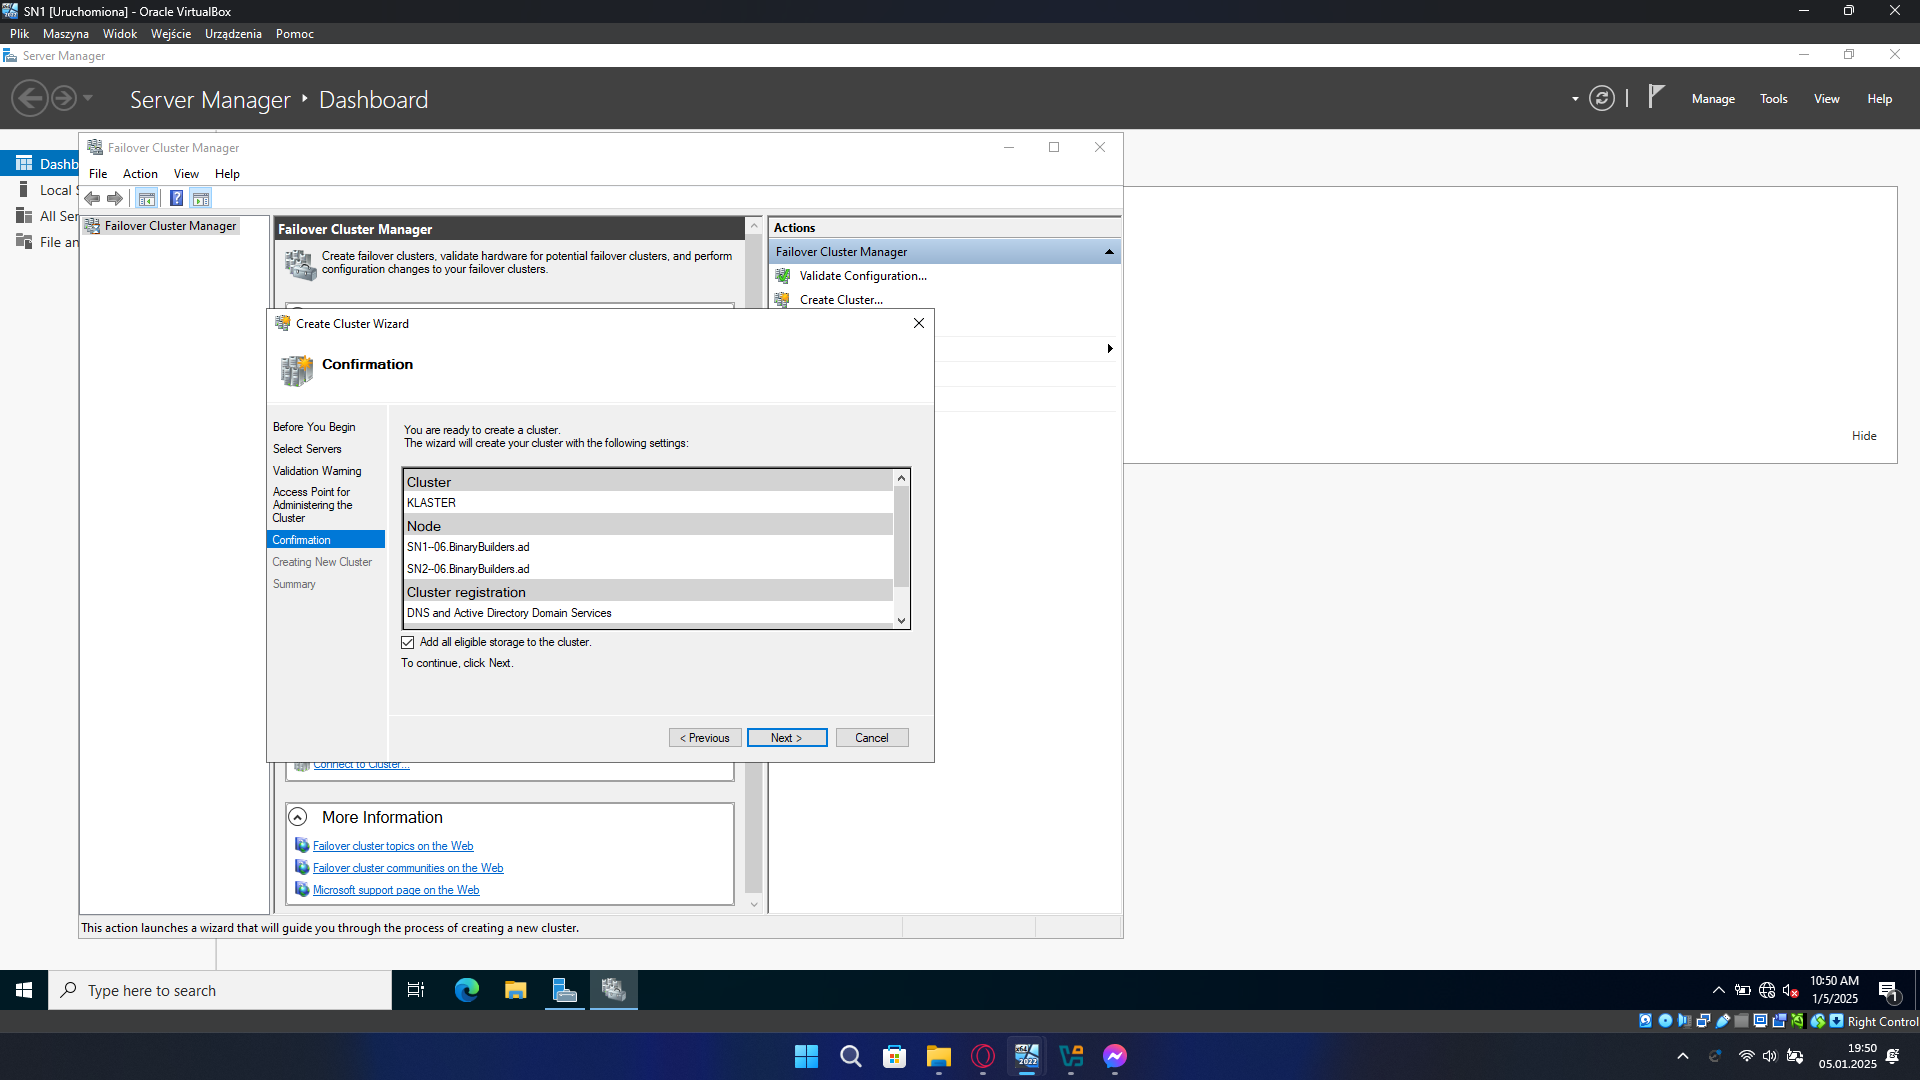 SN1 [Uruchomiona] - Oracle VirtualBox
Plik Maszyna Widok Wejście Urządzenia Pomoc
Server Manager
Server Manager ‣ Dashboard
Manage Tools View Help
Dashb
Local S
All Ser
File an
Failover Cluster Manager
File Action View Help
Failover Cluster Manager
Failover Cluster Manager
Create failover clusters, validate hardware for potential failover clusters, and perform
configuration changes to your failover clusters.
Actions
Failover Cluster Manager
Validate Configuration...
Create Cluster...
Hide
Create Cluster Wizard
Confirmation
Before You Begin
Select Servers
Validation Warning
Access Point for
Administering the
Cluster
Confirmation
Creating New Cluster
Summary
You are ready to create a cluster.
The wizard will create your cluster with the following settings:
Cluster
KLASTER
Node
SN1--06.BinaryBuilders.ad
SN2--06.BinaryBuilders.ad
Cluster registration
DNS and Active Directory Domain Services
Add all eligible storage to the cluster.
To continue, click Next.
< Previous Next > Cancel
Connect to Cluster...
More Information
Failover cluster topics on the Web
Failover cluster communities on the Web
Microsoft support page on the Web
This action launches a wizard that will guide you through the process of creating a new cluster.
Type here to search
10:50 AM
1/5/2025
1
Right Control
2022
19:50
05.01.2025